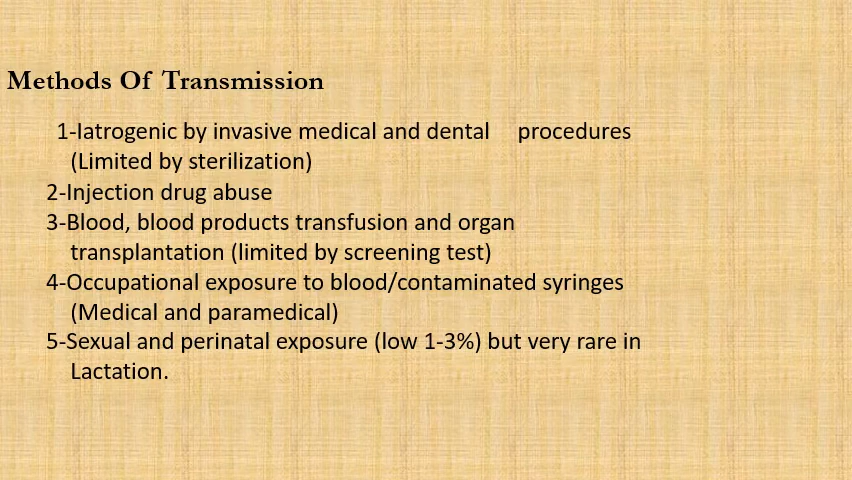 Methods Of Transmission
1-Iatrogenic by invasive medical and dental procedures
(Limited by sterilization)
2-Injection drug abuse
3-Blood, blood products transfusion and organ
transplantation (limited by screening test)
4-Occupational exposure to blood/contaminated syringes
(Medical and paramedical)
5-Sexual and perinatal exposure (low 1-3%) but very rare in
Lactation.